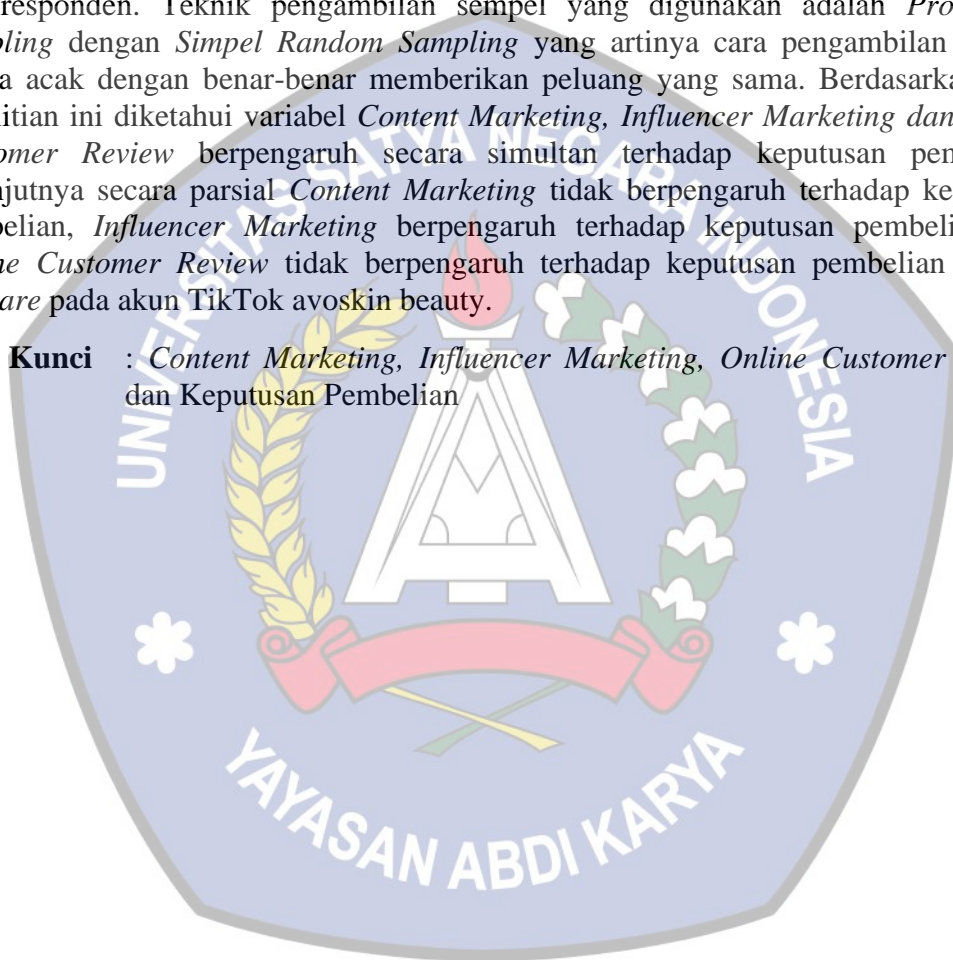 responden. Teknik pengambilan sempel yang digunakan adalah Pro
pling dengan Simpel Random Sampling yang artinya cara pengambilan
a acak dengan benar-benar memberikan peluang yang sama. Berdasarka
litian ini diketahui variabel Content Marketing, Influencer Marketing dan
omer Review berpengaruh secara simultan terhadap keputusan pem
njutnya secara parsial Content Marketing tidak berpengaruh terhadap ke
belian, Influencer Marketing berpengaruh terhadap keputusan pembeli
ne Customer Review tidak berpengaruh terhadap keputusan pembelian
are pada akun TikTok avoskin beauty.
Kunci : Content Marketing, Influencer Marketing, Online Customer
dan Keputusan Pembelian
UNIVERSITAS SATYA NEGARA INDONESIA
YAYASAN ABDI KARYA